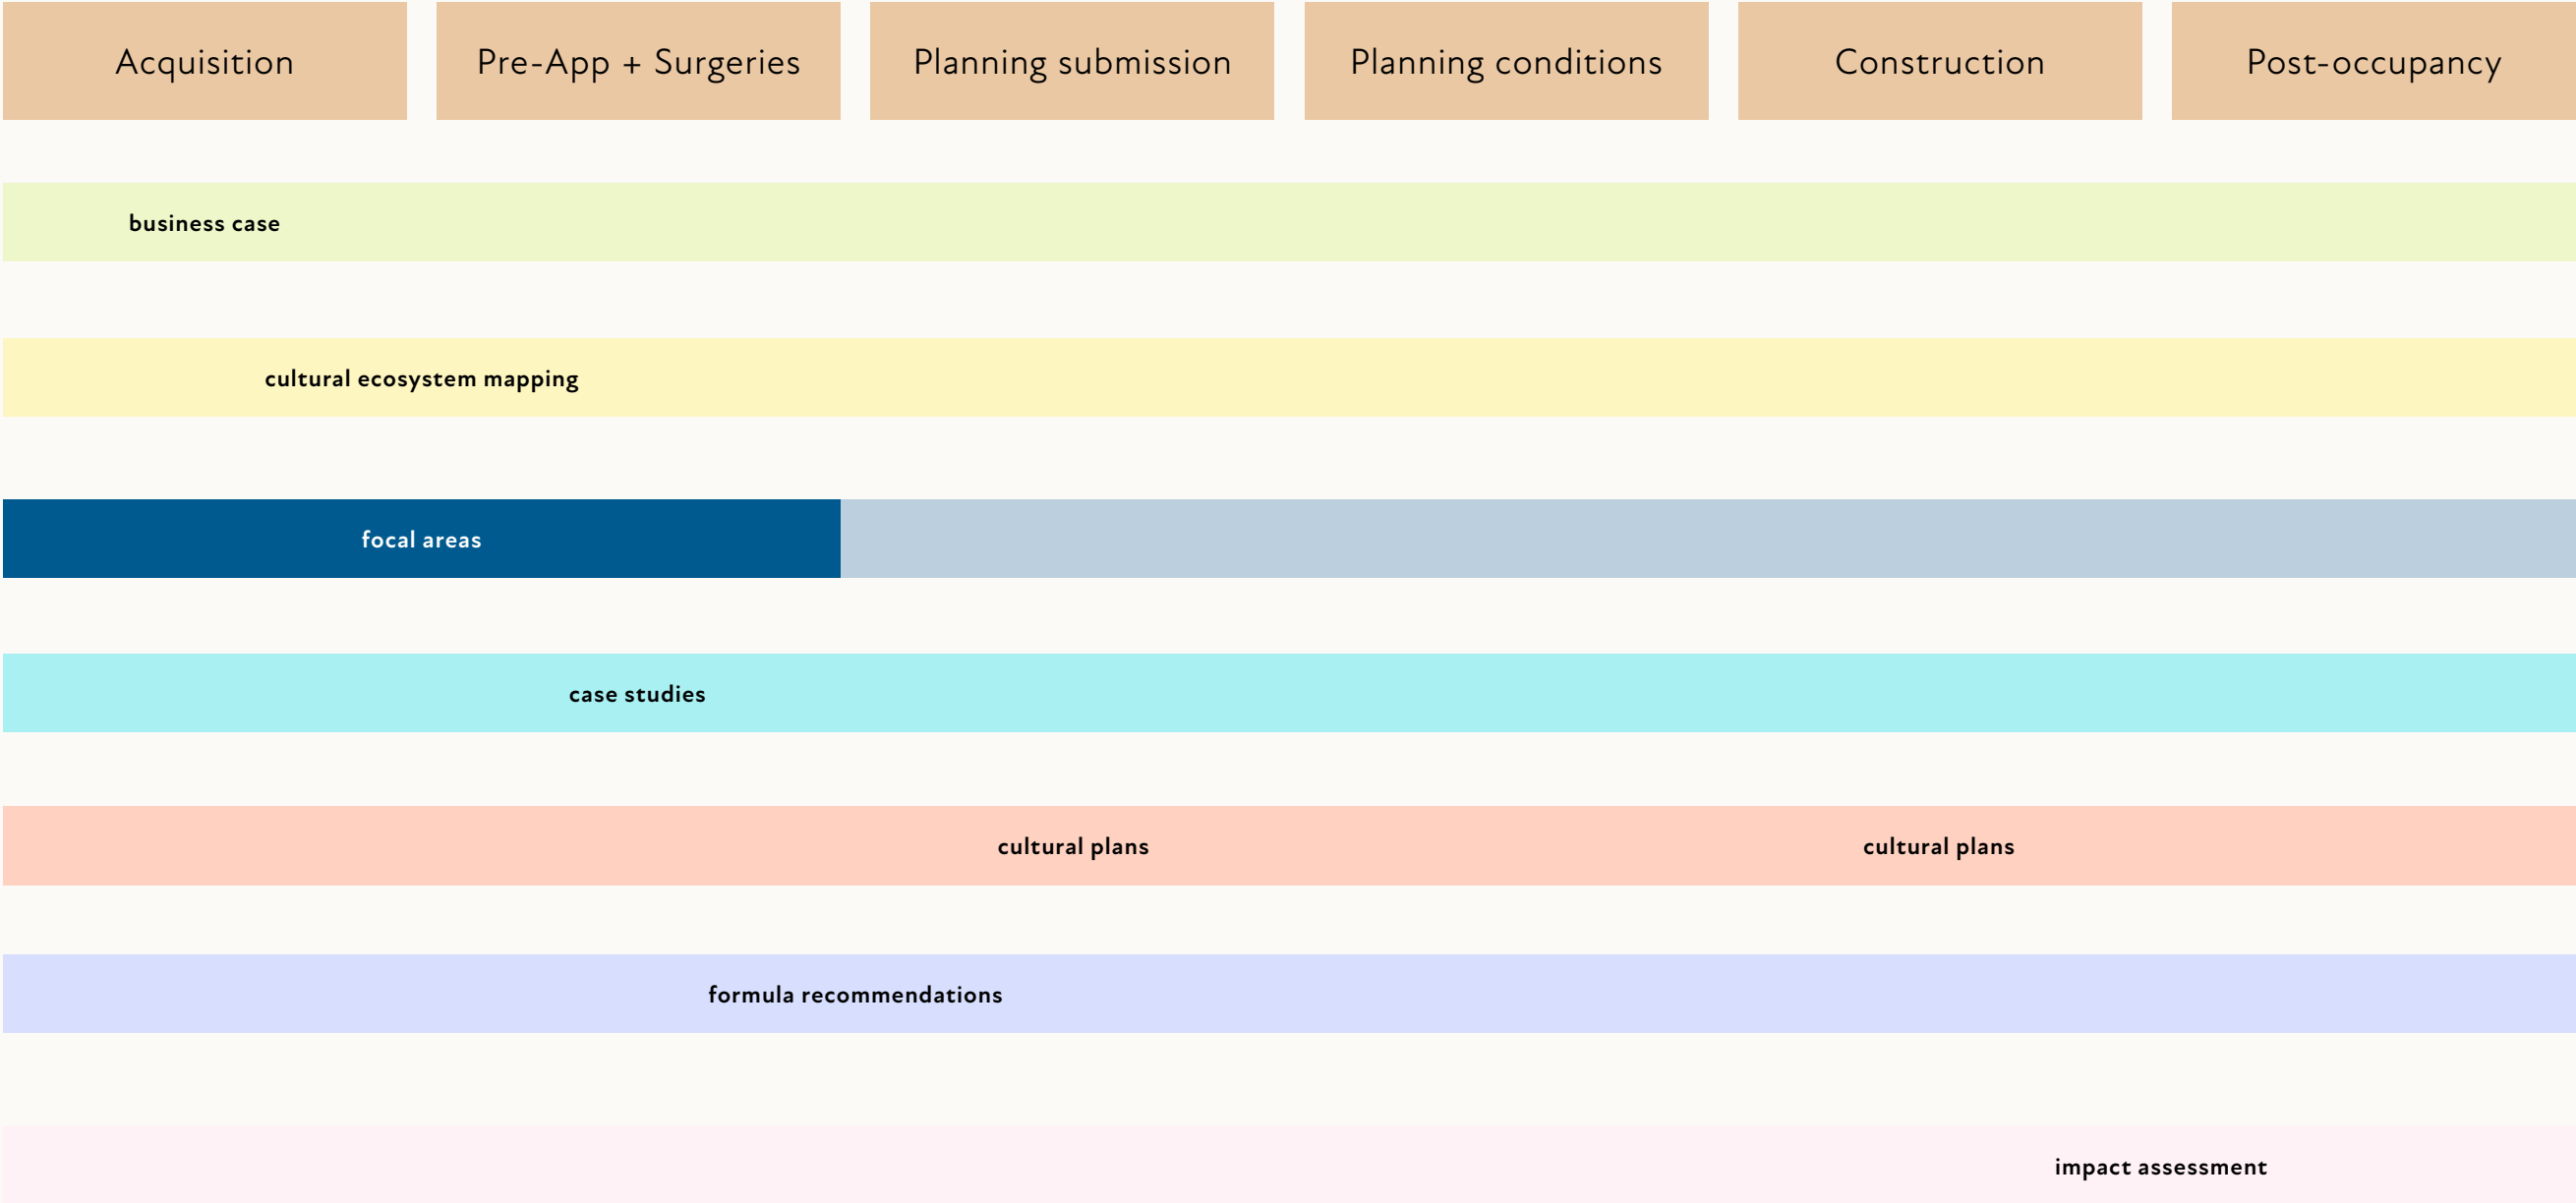 Acquisition
Pre-App + Surgeries
Planning submission
Planning conditions
Construction
Post-occupancy
business case
cultural ecosystem mapping
focal areas
case studies
cultural plans
cultural plans
formula recommendations
impact assessment